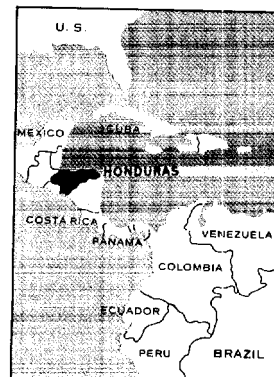 U. S.
MEXICO
CUBA
HONDURAS
COSTA RICA
PANAMA
VENEZUELA
COLOMBIA
ECUADOR
PERU
BRAZIL